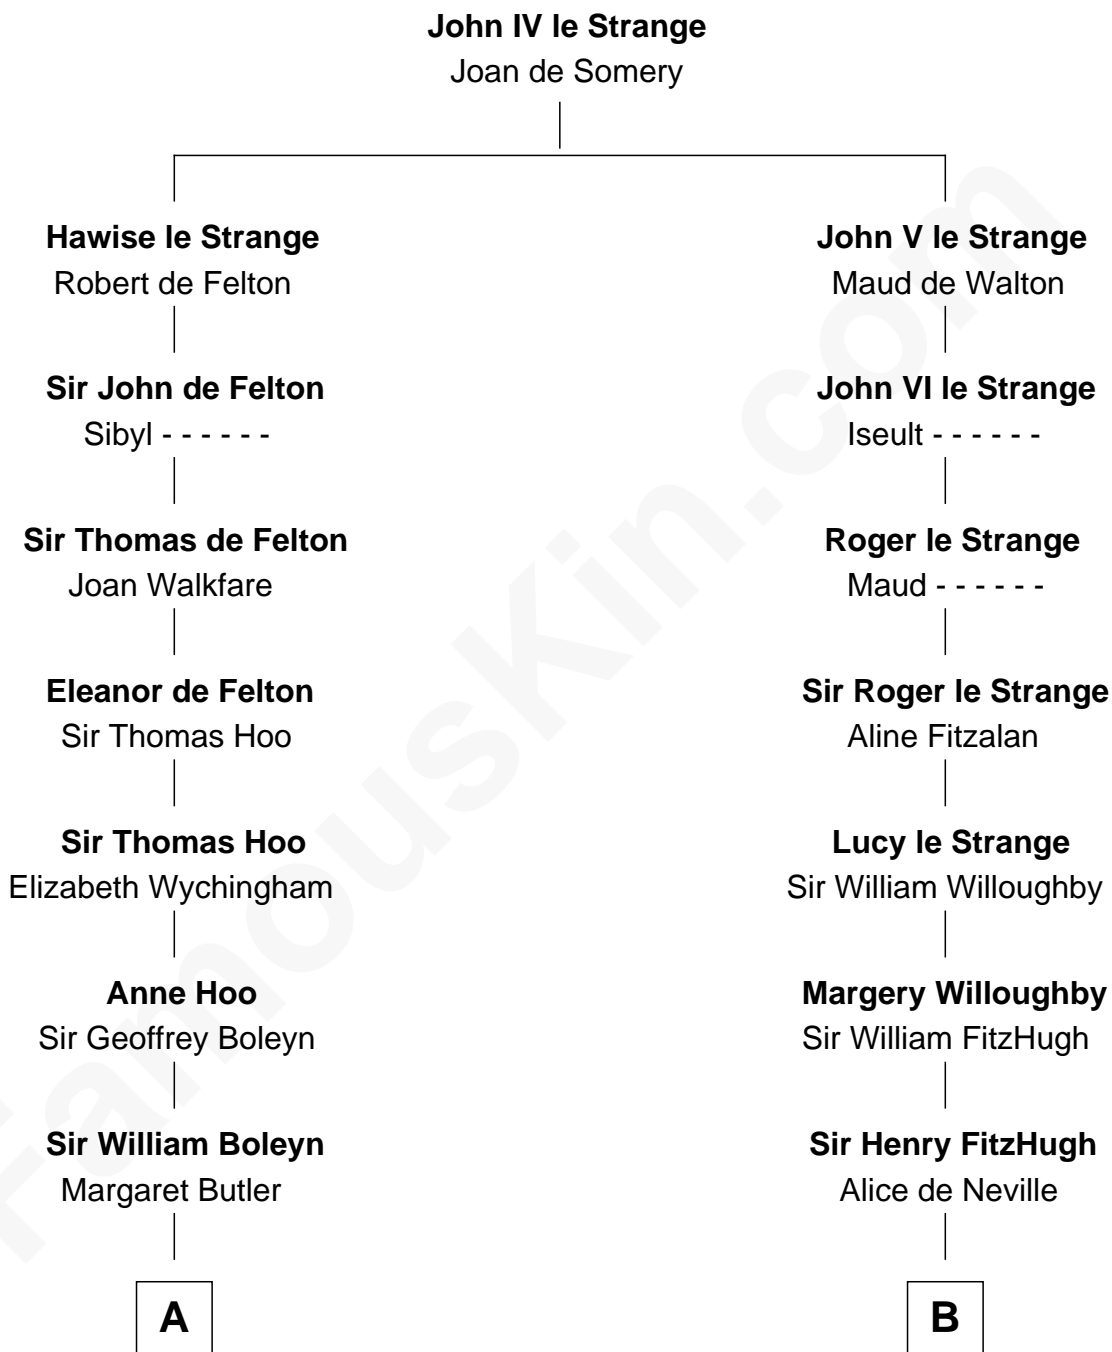 John IV le Strange
Joan de Somery
Hawise le Strange
Robert de Felton
John V le Strange
Maud de Walton
Sir John de Felton
Sibyl - - - - - -
John VI le Strange
Iseult - - - - - -
Sir Thomas de Felton
Joan Walkfare
Roger le Strange
Maud - - - - - -
Eleanor de Felton
Sir Thomas Hoo
Sir Roger le Strange
Aline Fitzalan
Sir Thomas Hoo
Elizabeth Wychingham
Lucy le Strange
Sir William Willoughby
Anne Hoo
Sir Geoffrey Boleyn
Margery Willoughby
Sir William FitzHugh
Sir William Boleyn
Margaret Butler
Sir Henry FitzHugh
Alice de Neville
A
B
FamousKin.com